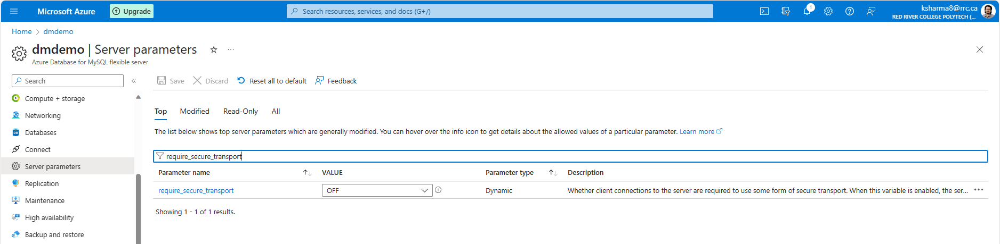 Microsoft Azure
Upgrade
Search resources, services, and docs (G+/)
1
ksharma8@rrc.ca
RED RIVER COLLEGE POLYTECH (...
Home > dmdemo
dmdemo | Server parameters
Azure Database for MySQL flexible server
Search
Save
Discard
Reset all to default
Feedback
Compute + storage
Networking
Databases
Connect
Server parameters
Replication
Maintenance
High availability
Backup and restore
Top Modified Read-Only All
The list below shows top server parameters which are generally modified. You can hover over the info icon to get details about the allowed values of a particular parameter. Learn more
require_secure_transport
Parameter name VALUE Parameter type Description
require_secure_transport OFF Dynamic Whether client connections to the server are required to use some form of secure transport. When this variable is enabled, the ser...
Showing 1 - 1 of 1 results.